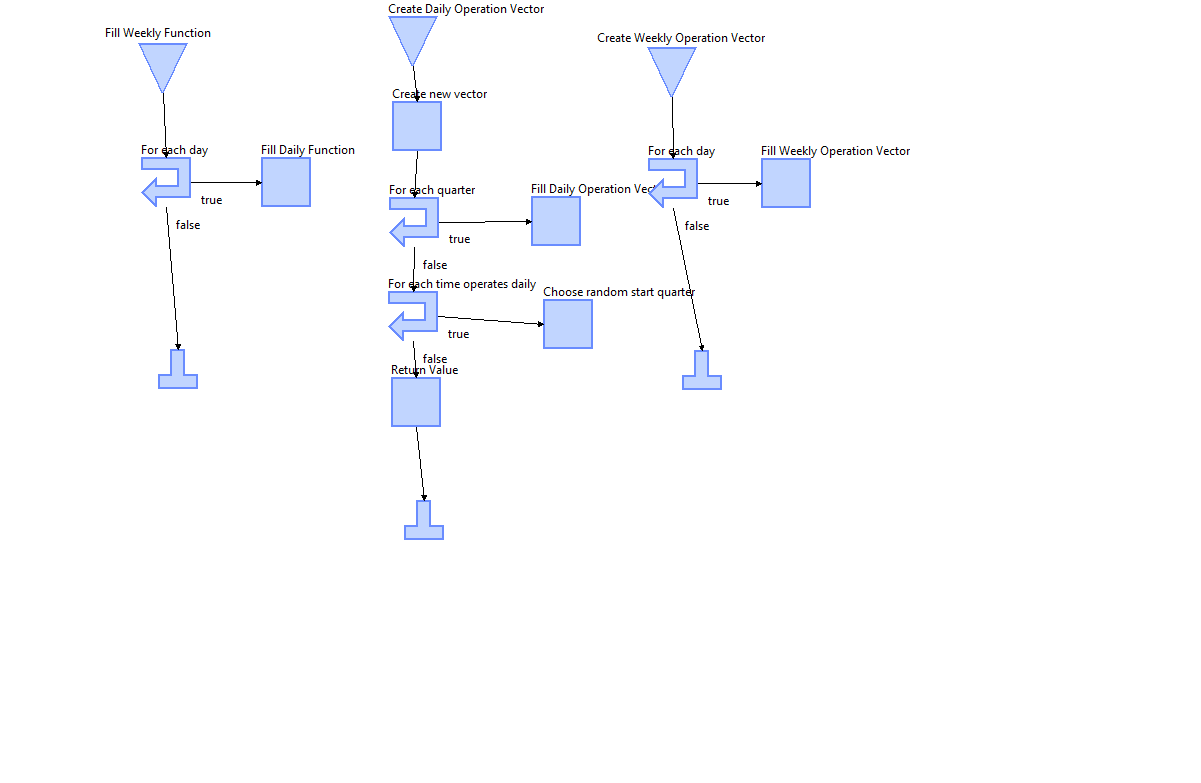 Fill Weekly Function
For each day
Fill Daily Function
true
false
Create Daily Operation Vector
Create new vector
For each quarter
Fill Daily Operation Vect
true
false
For each time operates daily
Choose random start quarter
true
false
Return Value
Create Weekly Operation Vector
For each day
Fill Weekly Operation Vector
true
false